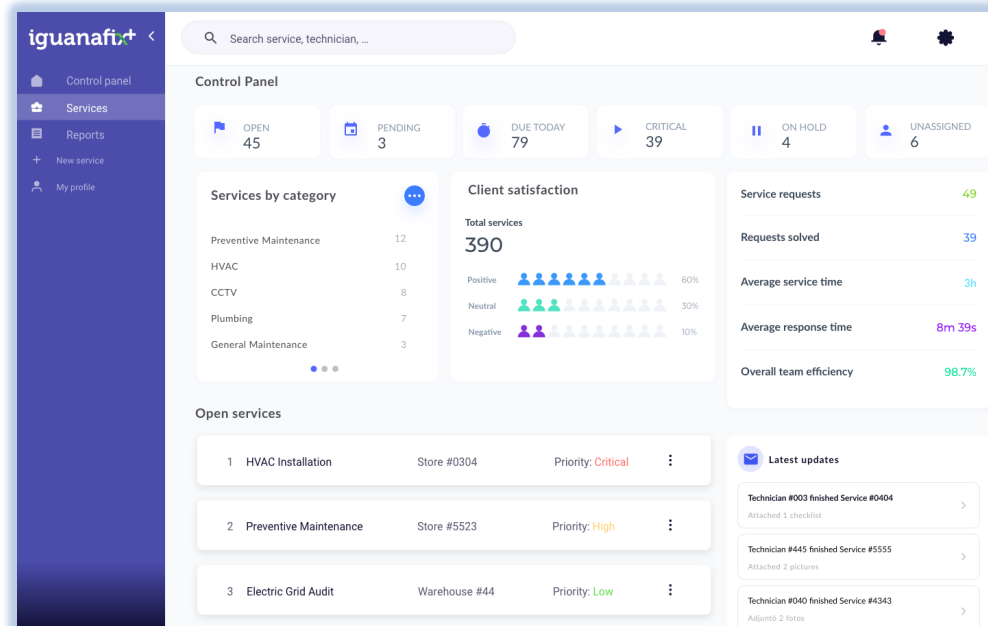 iguanafix
Search service, technician, ...
Control panel
Services
Reports
New service
My profile
Control Panel
OPEN
45
PENDING
3
DUE TODAY
79
CRITICAL
39
ON HOLD
4
UNASSIGNED
6
Services by category
Preventive Maintenance 12
HVAC 10
CCTV 8
Plumbing 7
General Maintenance 3
Client satisfaction
Total services
390
Positive 60%
Neutral 30%
Negative 10%
Service requests 49
Requests solved 39
Average service time 3h
Average response time 8m 39s
Overall team efficiency 98.7%
Open services
1 HVAC Installation Store #0304 Priority: Critical
2 Preventive Maintenance Store #5523 Priority: High
3 Electric Grid Audit Warehouse #44 Priority: Low
Latest updates
Technician #003 finished Service #0404
Attached 1 checklist
Technician #445 finished Service #5555
Attached 2 pictures
Technician #040 finished Service #4343
Adjuntó 2 fotos